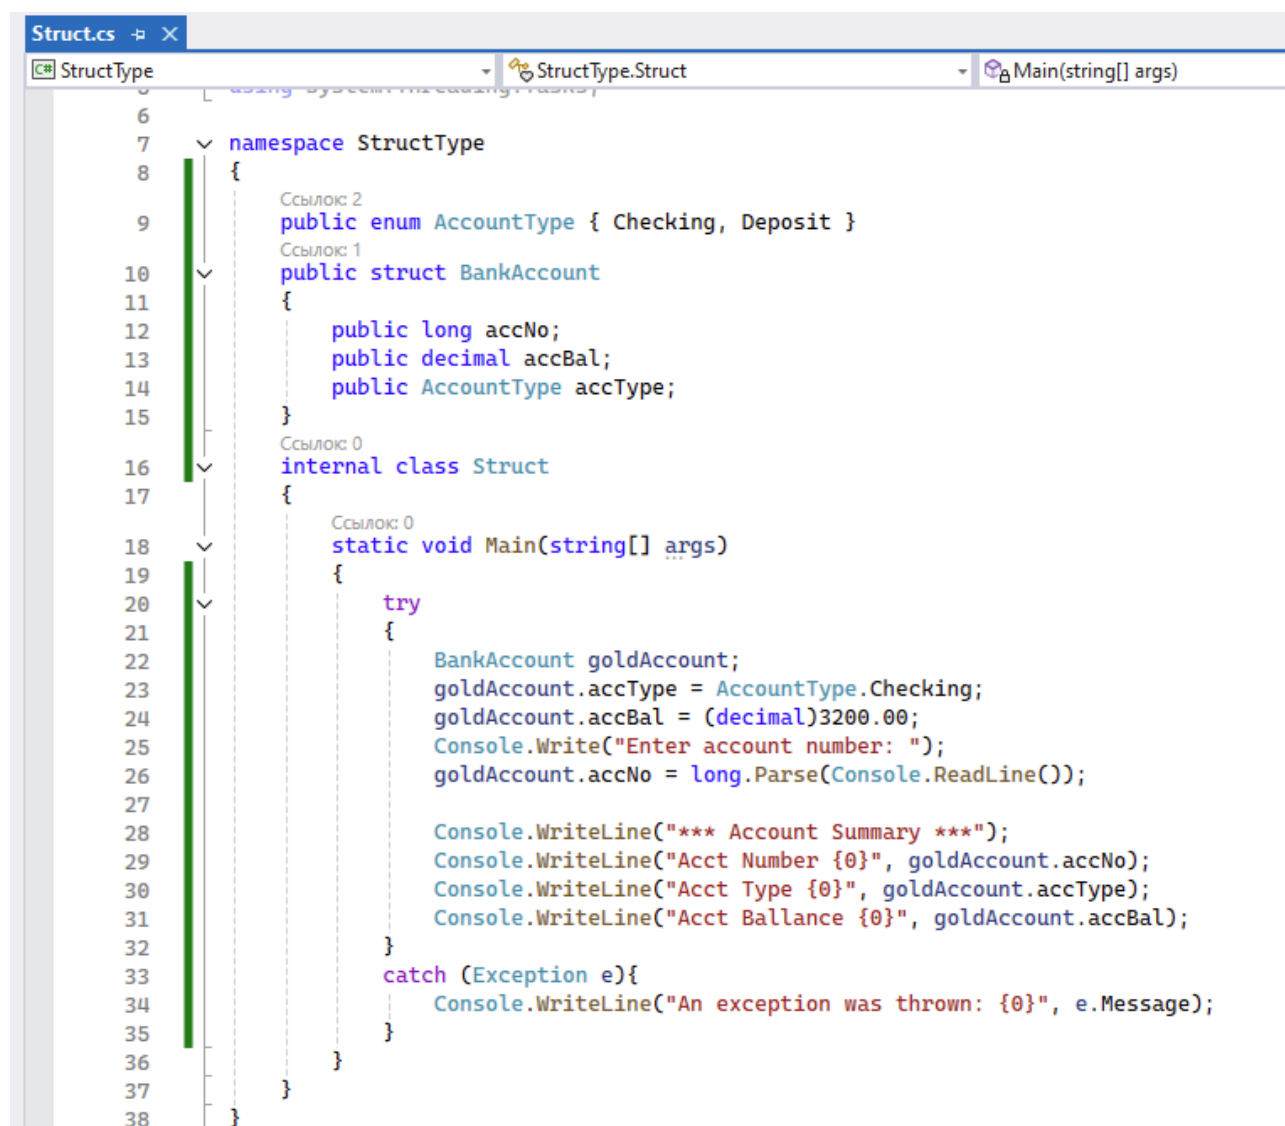 Struct.cs
StructType StructType.Struct Main(string[] args)
using System.Threading.Tasks;
6
7 namespace StructType
8 {
Ссылок: 2
9 public enum AccountType { Checking, Deposit }
Ссылок: 1
10 public struct BankAccount
11 {
12 public long accNo;
13 public decimal accBal;
14 public AccountType accType;
15 }
Ссылок: 0
16 internal class Struct
17 {
Ссылок: 0
18 static void Main(string[] args)
19 {
20 try
21 {
22 BankAccount goldAccount;
23 goldAccount.accType = AccountType.Checking;
24 goldAccount.accBal = (decimal)3200.00;
25 Console.Write("Enter account number: ");
26 goldAccount.accNo = long.Parse(Console.ReadLine());
27
28 Console.WriteLine("*** Account Summary ***");
29 Console.WriteLine("Acct Number {0}", goldAccount.accNo);
30 Console.WriteLine("Acct Type {0}", goldAccount.accType);
31 Console.WriteLine("Acct Ballance {0}", goldAccount.accBal);
32 }
33 catch (Exception e){
34 Console.WriteLine("An exception was thrown: {0}", e.Message);
35 }
36 }
37 }
38 }